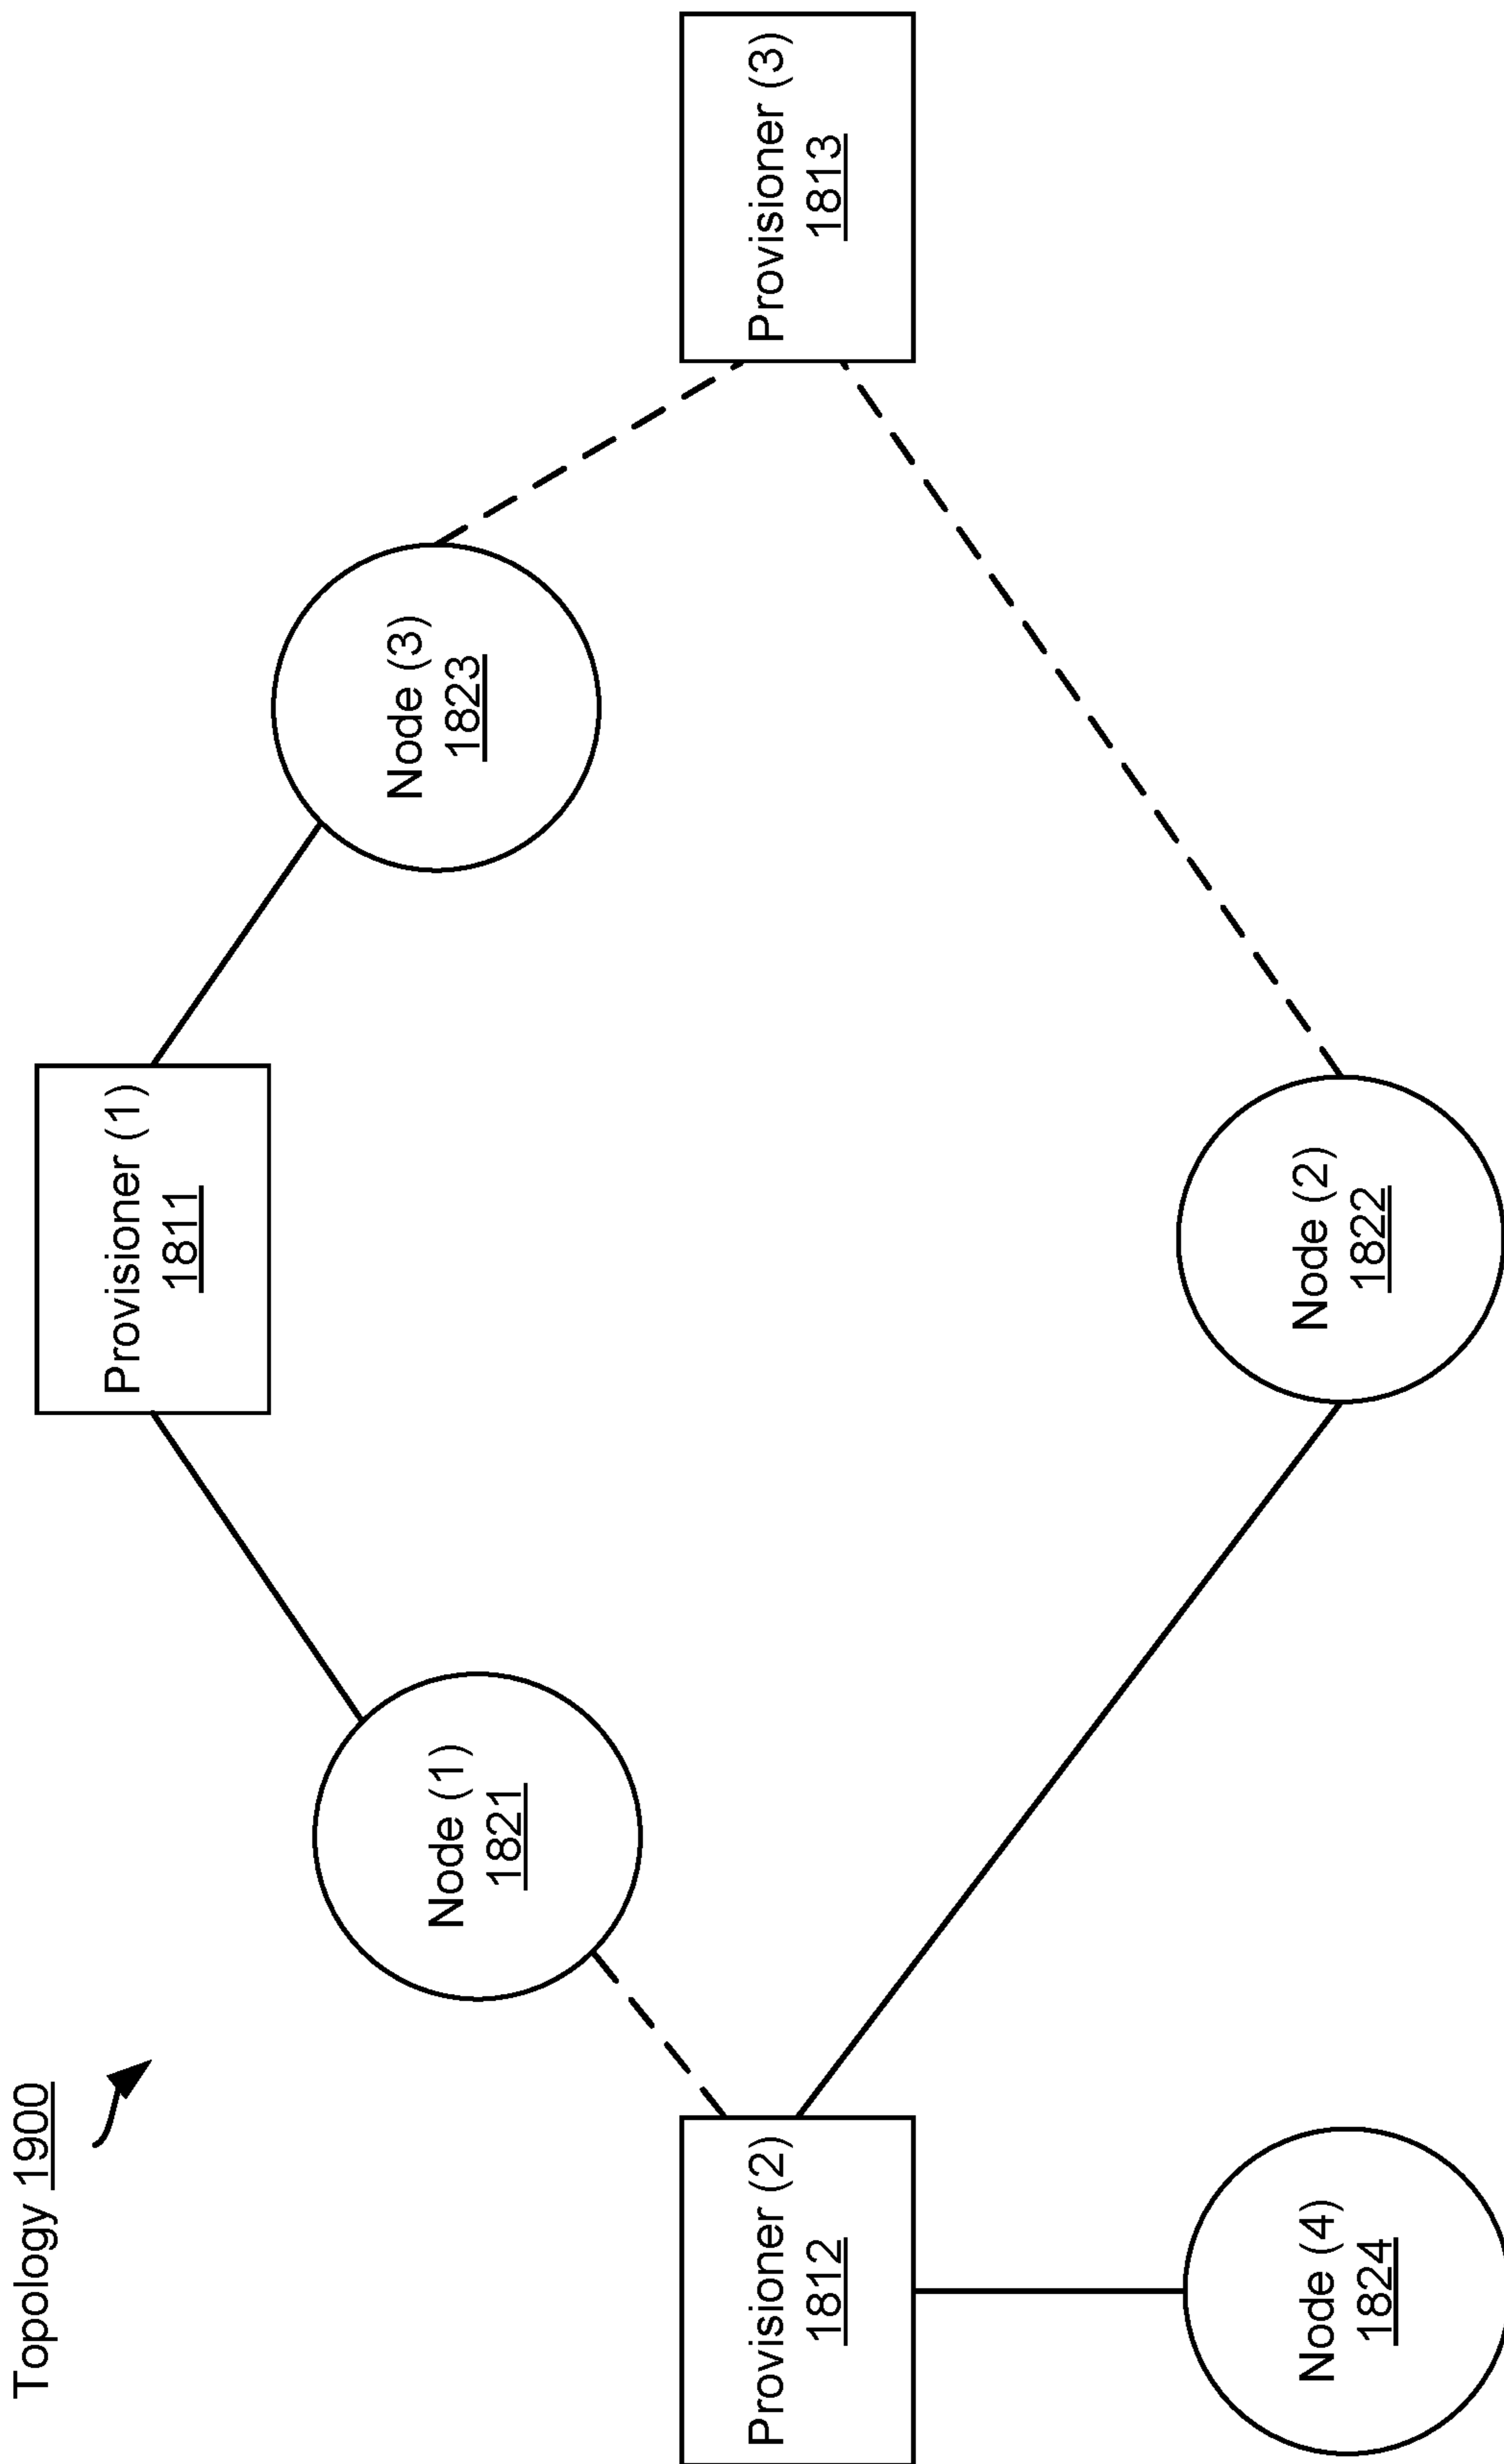 Topology 1900
Provisioner (1)
1811
Node (1)
1821
Node (3)
1823
Provisioner (2)
1812
Provisioner (3)
1813
Node (4)
1824
Node (2)
1822